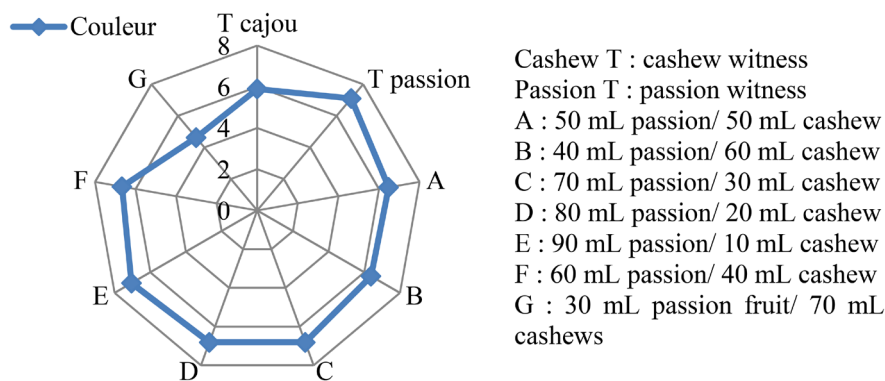 Couleur
T cajou
8
6
4
2
0
T passion
A
B
C
D
E
F
G
Cashew T : cashew witness
Passion T : passion witness
A : 50 mL passion/ 50 mL cashew
B : 40 mL passion/ 60 mL cashew
C : 70 mL passion/ 30 mL cashew
D : 80 mL passion/ 20 mL cashew
E : 90 mL passion/ 10 mL cashew
F : 60 mL passion/ 40 mL cashew
G : 30 mL passion fruit/ 70 mL
cashews